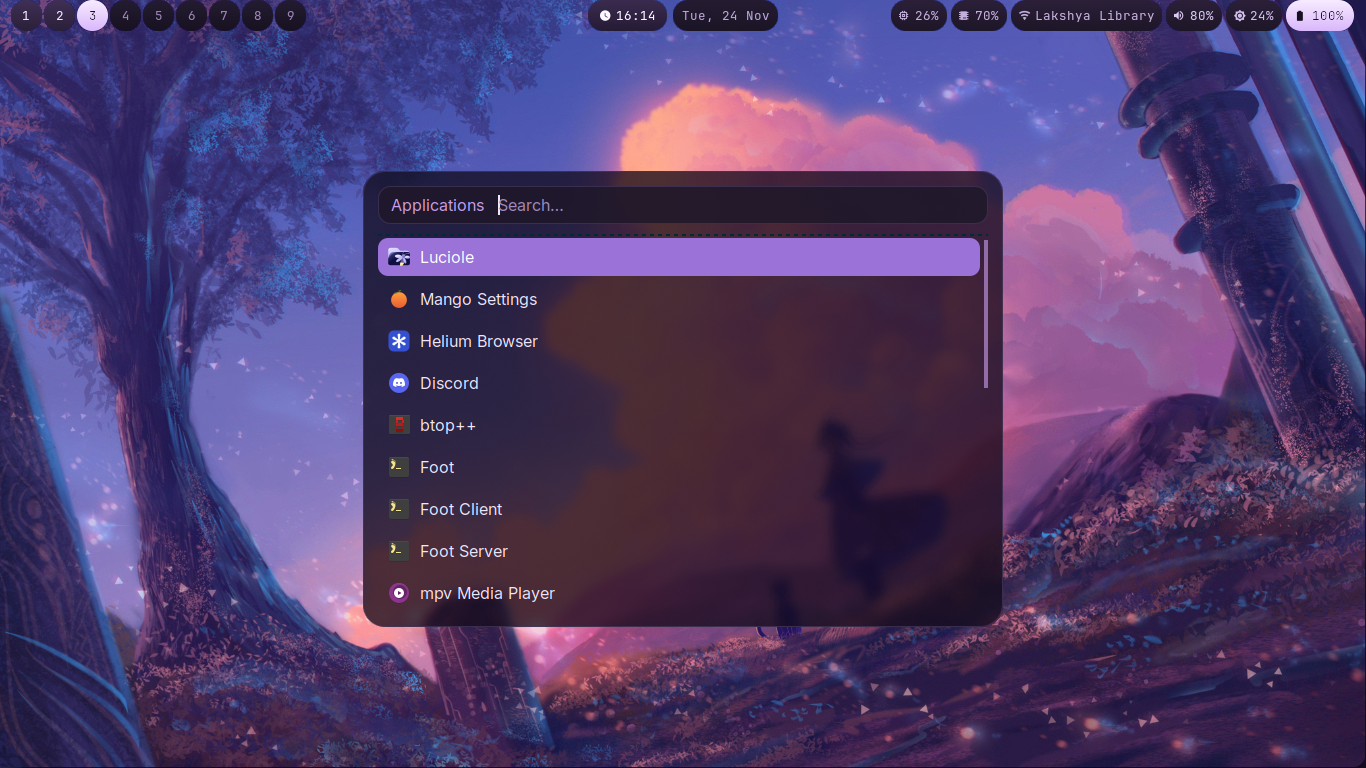 1 2 3 4 5 6 7 8 9 16:14 Tue, 24 Nov 26% 70% Lakshya Library 80% 24% 100%
Applications Search...
Luciole
Mango Settings
Helium Browser
Discord
btop++
Foot
Foot Client
Foot Server
mpv Media Player